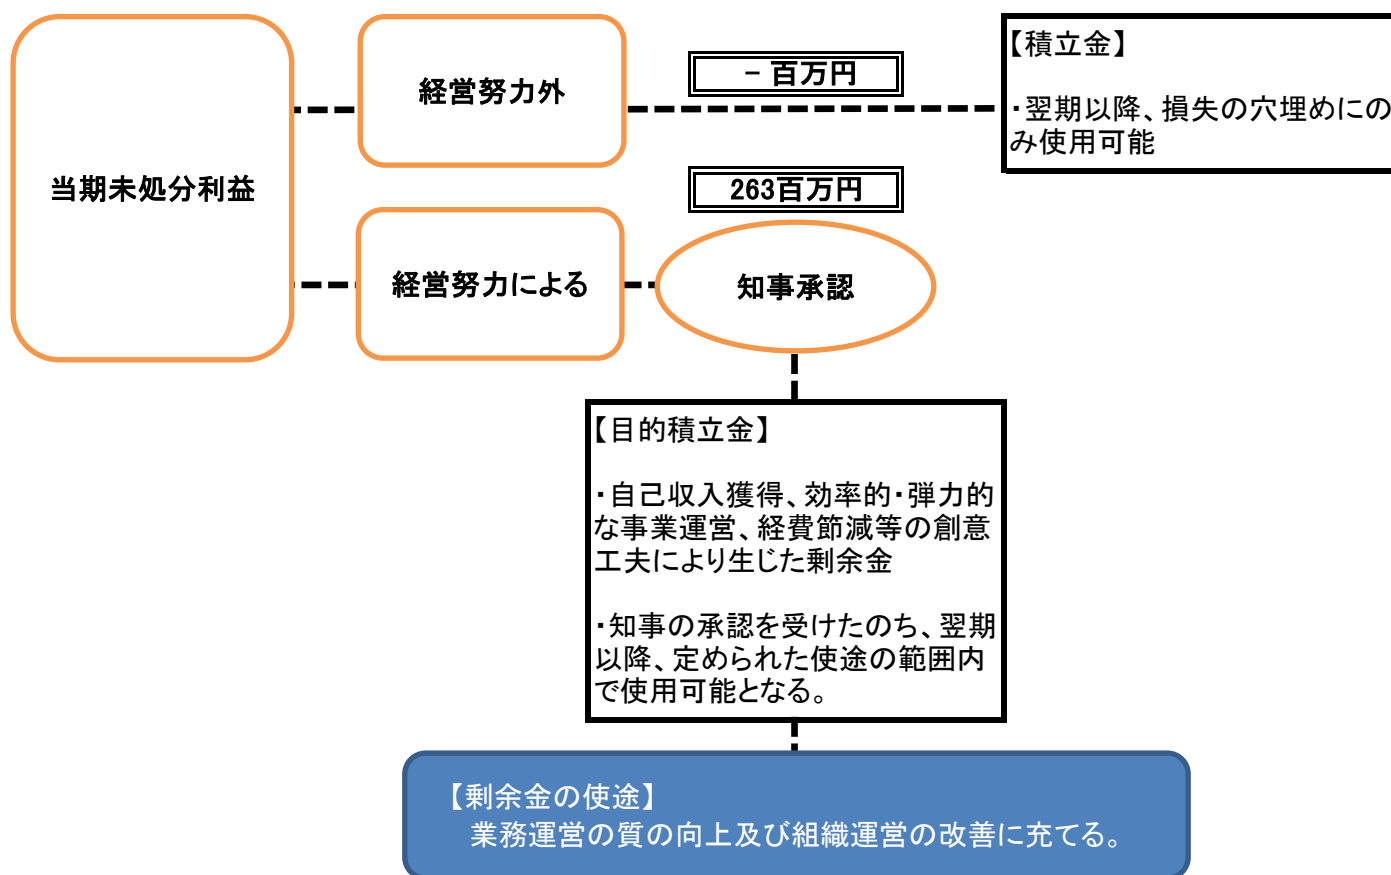 当期未処分利益
経営努力外
－ 百万円
【積立金】
・翌期以降、損失の穴埋めにの
み使用可能
経営努力による
263百万円
知事承認
【目的積立金】
・自己収入獲得、効率的・弾力的
な事業運営、経費節減等の創意
工夫により生じた剰余金
・知事の承認を受けたのち、翌期
以降、定められた使途の範囲内
で使用可能となる。
【剰余金の使途】
業務運営の質の向上及び組織運営の改善に充てる。